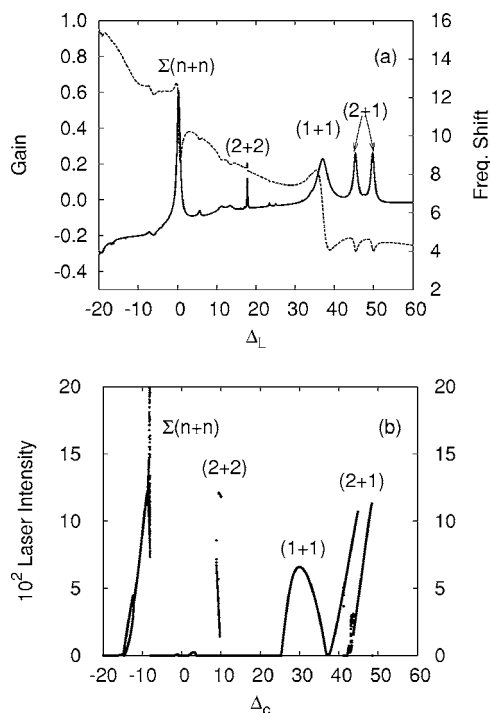 1.0
0.8
0.6
0.4
0.2
0.0
-0.2
-0.4
Gain
Σ(n+n)
(a)
(2+2)
(1+1)
(2+1)
16
14
12
10
8
6
4
2
Freq. Shift
-20 -10 0 10 20 30 40 50 60
Δ_L
20
15
10
5
0
10² Laser Intensity
Σ(n+n)
(b)
(2+2)
(1+1)
(2+1)
20
15
10
5
0
-20 -10 0 10 20 30 40 50 60
Δ_c